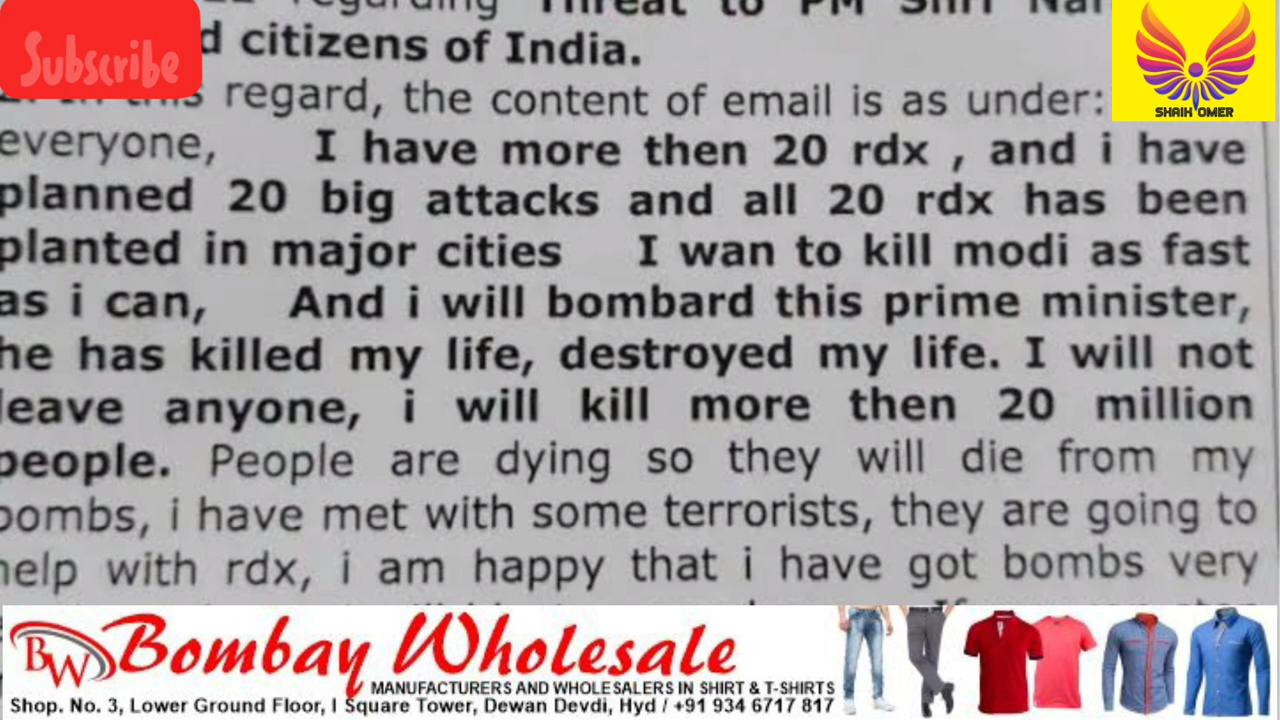 regarding Threat to PM Shri
Subscribe
d citizens of India.
regard, the content of email is as under:
SHAIK OMER
everyone, I have more then 20 rdx , and i have
planned 20 big attacks and all 20 rdx has been
planted in major cities I wan to kill modi as fast
as i can, And i will bombard this prime minister,
he has killed my life, destroyed my life. I will not
leave anyone, i will kill more then 20 million
people. People are dying so they will die from my
bombs, i have met with some terrorists, they are going to
help with rdx, i am happy that i have got bombs very
BW Bombay Wholesale
MANUFACTURERS AND WHOLESALERS IN SHIRT & T-SHIRTS
Shop. No. 3, Lower Ground Floor, I Square Tower, Dewan Devdi, Hyd / +91 934 6717 817